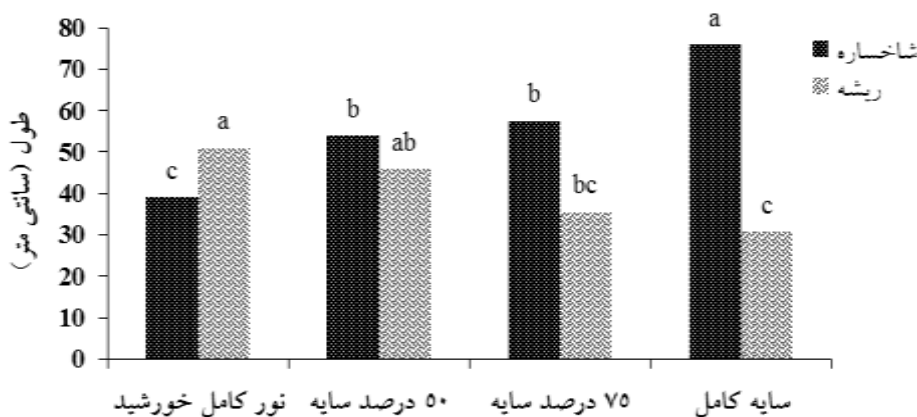 طول (سانتی متر)
80
70
60
50
40
30
20
10
0
شاخساره
ریشه
c
a
b
ab
b
bc
a
c
نور کامل خورشید
۵۰ درصد سایه
۷۵ درصد سایه
سایه کامل